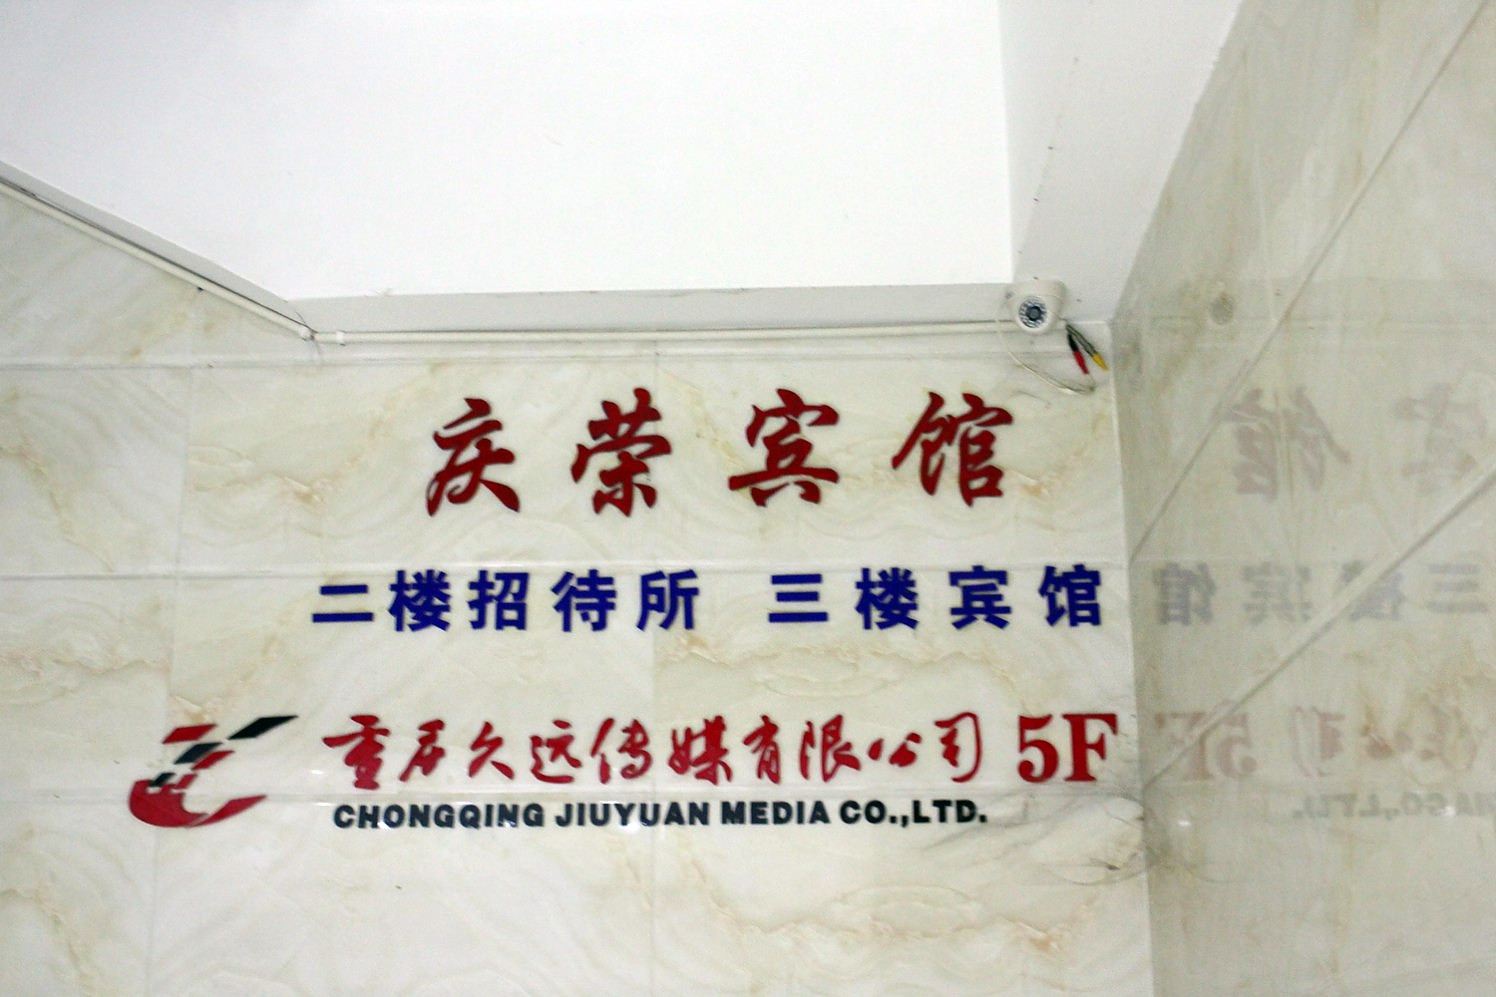 庆荣宾馆
二楼招待所 三楼宾馆
重庆久远传媒有限公司 5F
CHONGQING JIUYUAN MEDIA CO.,LTD.